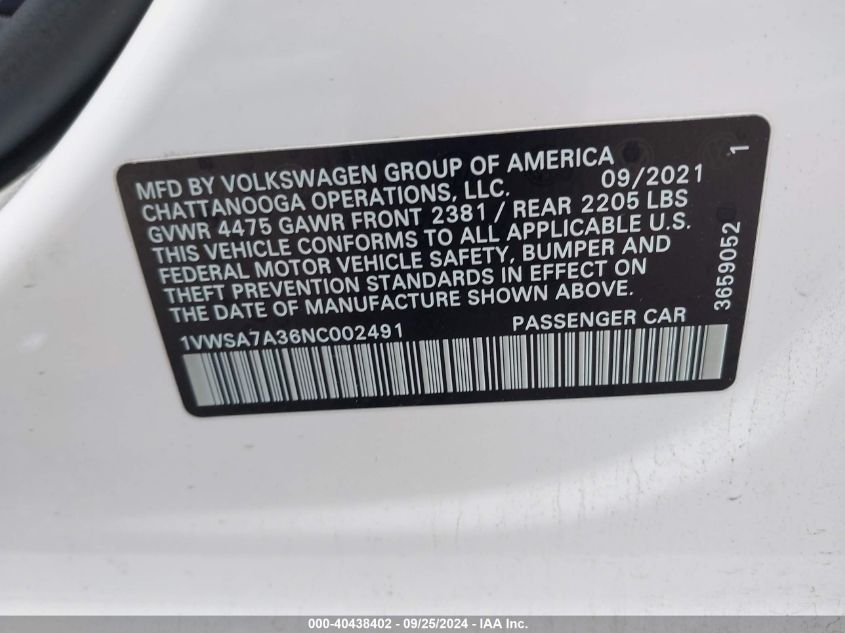 MFD BY VOLKSWAGEN GROUP OF AMERICA
CHATTANOOGA OPERATIONS, LLC. 09/2021
GVWR 4475 GAWR FRONT 2381 / REAR 2205 LBS
THIS VEHICLE CONFORMS TO ALL APPLICABLE U.S.
FEDERAL MOTOR VEHICLE SAFETY, BUMPER AND
THEFT PREVENTION STANDARDS IN EFFECT ON
THE DATE OF MANUFACTURE SHOWN ABOVE.
1VWSA7A36NC002491 PASSENGER CAR
3659052 1
000-40438402 - 09/25/2024 - IAA Inc.